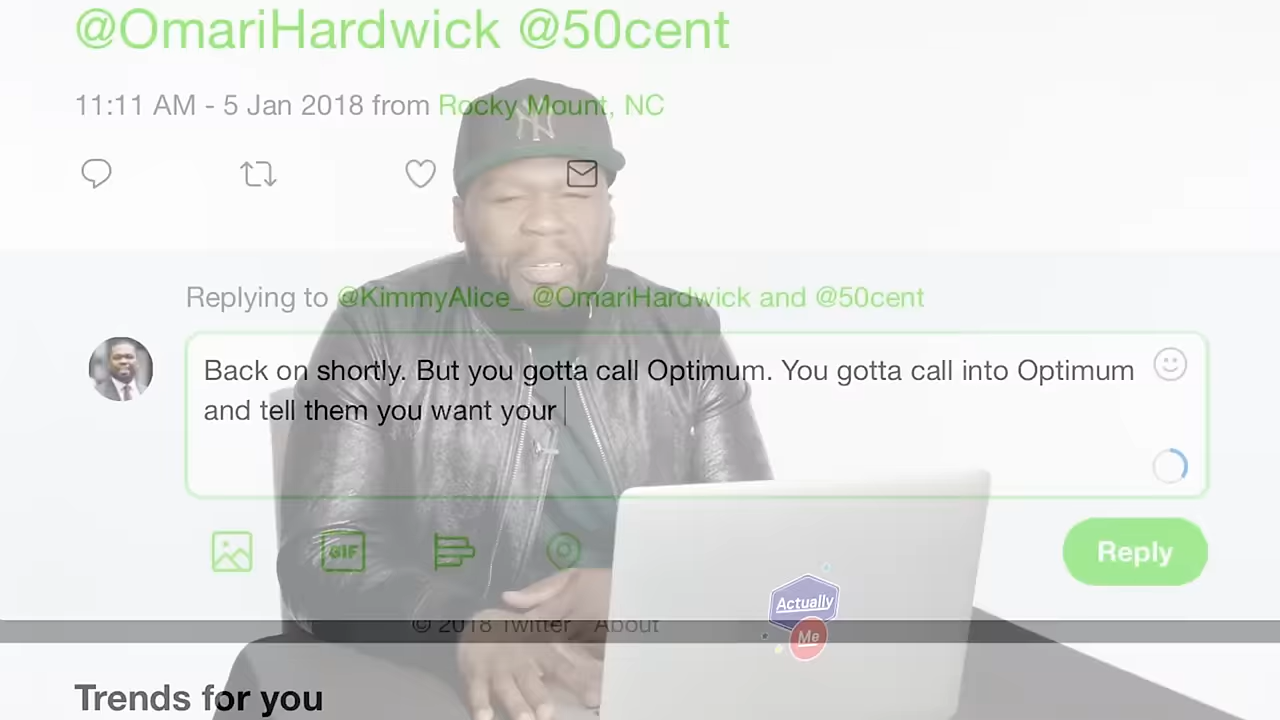 @OmariHardwick @50cent
11:11 AM - 5 Jan 2018 from Rocky Mount, NC
NY
Replying to @KimmyAlice_ @OmariHardwick and @50cent
Back on shortly. But you gotta call Optimum. You gotta call into Optimum
and tell them you want your
GIF
Reply
Actually
Me
© 2018 Twitter About
Trends for you